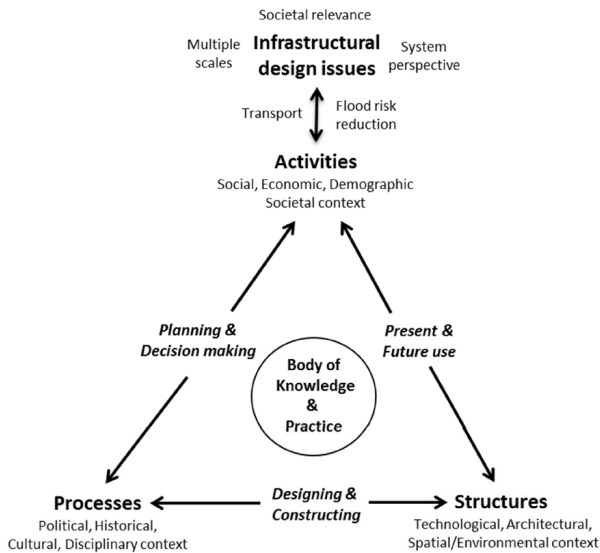 Societal relevance
Multiple
scales
Infrastructural
design issues
System
perspective
Transport
Flood risk
reduction
Activities
Social, Economic, Demographic
Societal context
Planning &
Decision making
Present &
Future use
Body of
Knowledge
&
Practice
Processes
Political, Historical,
Cultural, Disciplinary context
Designing &
Constructing
Structures
Technological, Architectural,
Spatial/Environmental context